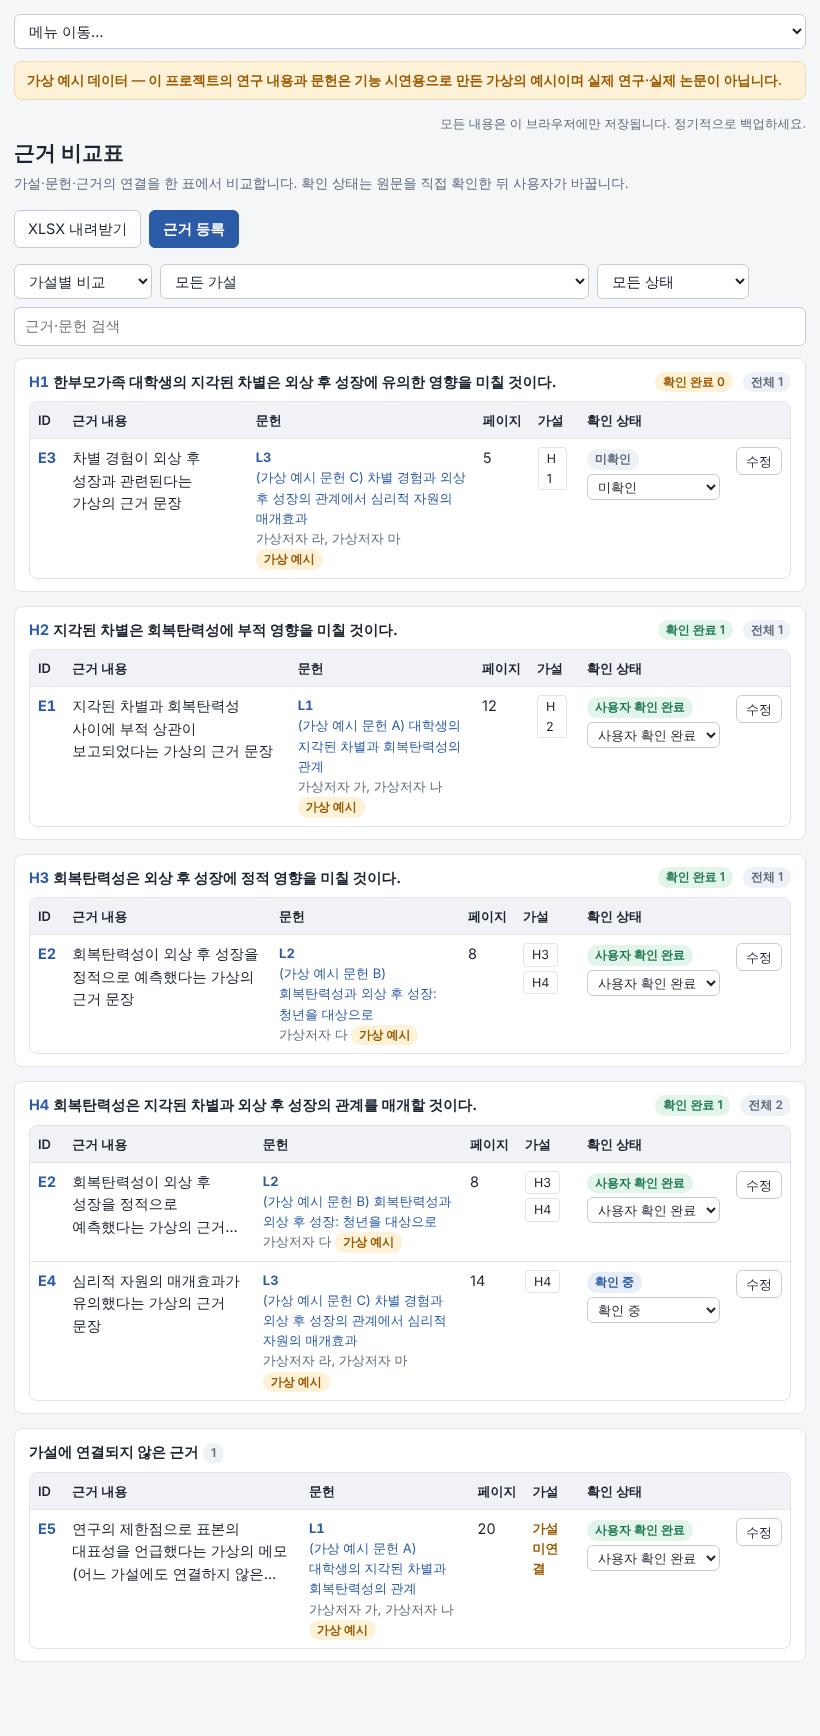 메뉴 이동...
가상 예시 데이터 — 이 프로젝트의 연구 내용과 문헌은 기능 시연용으로 만든 가상의 예시이며 실제 연구·실제 논문이 아닙니다.
모든 내용은 이 브라우저에만 저장됩니다. 정기적으로 백업하세요.
근거 비교표
가설·문헌·근거의 연결을 한 표에서 비교합니다. 확인 상태는 원문을 직접 확인한 뒤 사용자가 바꿉니다.
XLSX 내려받기 근거 등록
가설별 비교 모든 가설 모든 상태
근거·문헌 검색
H1 한부모가족 대학생의 지각된 차별은 외상 후 성장에 유의한 영향을 미칠 것이다. 확인 완료 0 전체 1
ID 근거 내용 문헌 페이지 가설 확인 상태
E3 차별 경험이 외상 후
성장과 관련된다는
가상의 근거 문장
L3
(가상 예시 문헌 C) 차별 경험과 외상
후 성장의 관계에서 심리적 자원의
매개효과
가상저자 라, 가상저자 마
가상 예시
5
H
1
미확인
미확인
수정
H2 지각된 차별은 회복탄력성에 부적 영향을 미칠 것이다. 확인 완료 1 전체 1
ID 근거 내용 문헌 페이지 가설 확인 상태
E1 지각된 차별과 회복탄력성
사이에 부적 상관이
보고되었다는 가상의 근거 문장
L1
(가상 예시 문헌 A) 대학생의
지각된 차별과 회복탄력성의
관계
가상저자 가, 가상저자 나
가상 예시
12
H
2
사용자 확인 완료
사용자 확인 완료
수정
H3 회복탄력성은 외상 후 성장에 정적 영향을 미칠 것이다. 확인 완료 1 전체 1
ID 근거 내용 문헌 페이지 가설 확인 상태
E2 회복탄력성이 외상 후 성장을
정적으로 예측했다는 가상의
근거 문장
L2
(가상 예시 문헌 B)
회복탄력성과 외상 후 성장:
청년을 대상으로
가상저자 다 가상 예시
8
H3
H4
사용자 확인 완료
사용자 확인 완료
수정
H4 회복탄력성은 지각된 차별과 외상 후 성장의 관계를 매개할 것이다. 확인 완료 1 전체 2
ID 근거 내용 문헌 페이지 가설 확인 상태
E2 회복탄력성이 외상 후
성장을 정적으로
예측했다는 가상의 근거...
L2
(가상 예시 문헌 B) 회복탄력성과
외상 후 성장: 청년을 대상으로
가상저자 다 가상 예시
8
H3
H4
사용자 확인 완료
사용자 확인 완료
수정
E4 심리적 자원의 매개효과가
유의했다는 가상의 근거
문장
L3
(가상 예시 문헌 C) 차별 경험과
외상 후 성장의 관계에서 심리적
자원의 매개효과
가상저자 라, 가상저자 마
가상 예시
14
H4
확인 중
확인 중
수정
가설에 연결되지 않은 근거 1
ID 근거 내용 문헌 페이지 가설 확인 상태
E5 연구의 제한점으로 표본의
대표성을 언급했다는 가상의 메모
(어느 가설에도 연결하지 않은...
L1
(가상 예시 문헌 A)
대학생의 지각된 차별과
회복탄력성의 관계
가상저자 가, 가상저자 나
가상 예시
20
가설
미연
결
사용자 확인 완료
사용자 확인 완료
수정